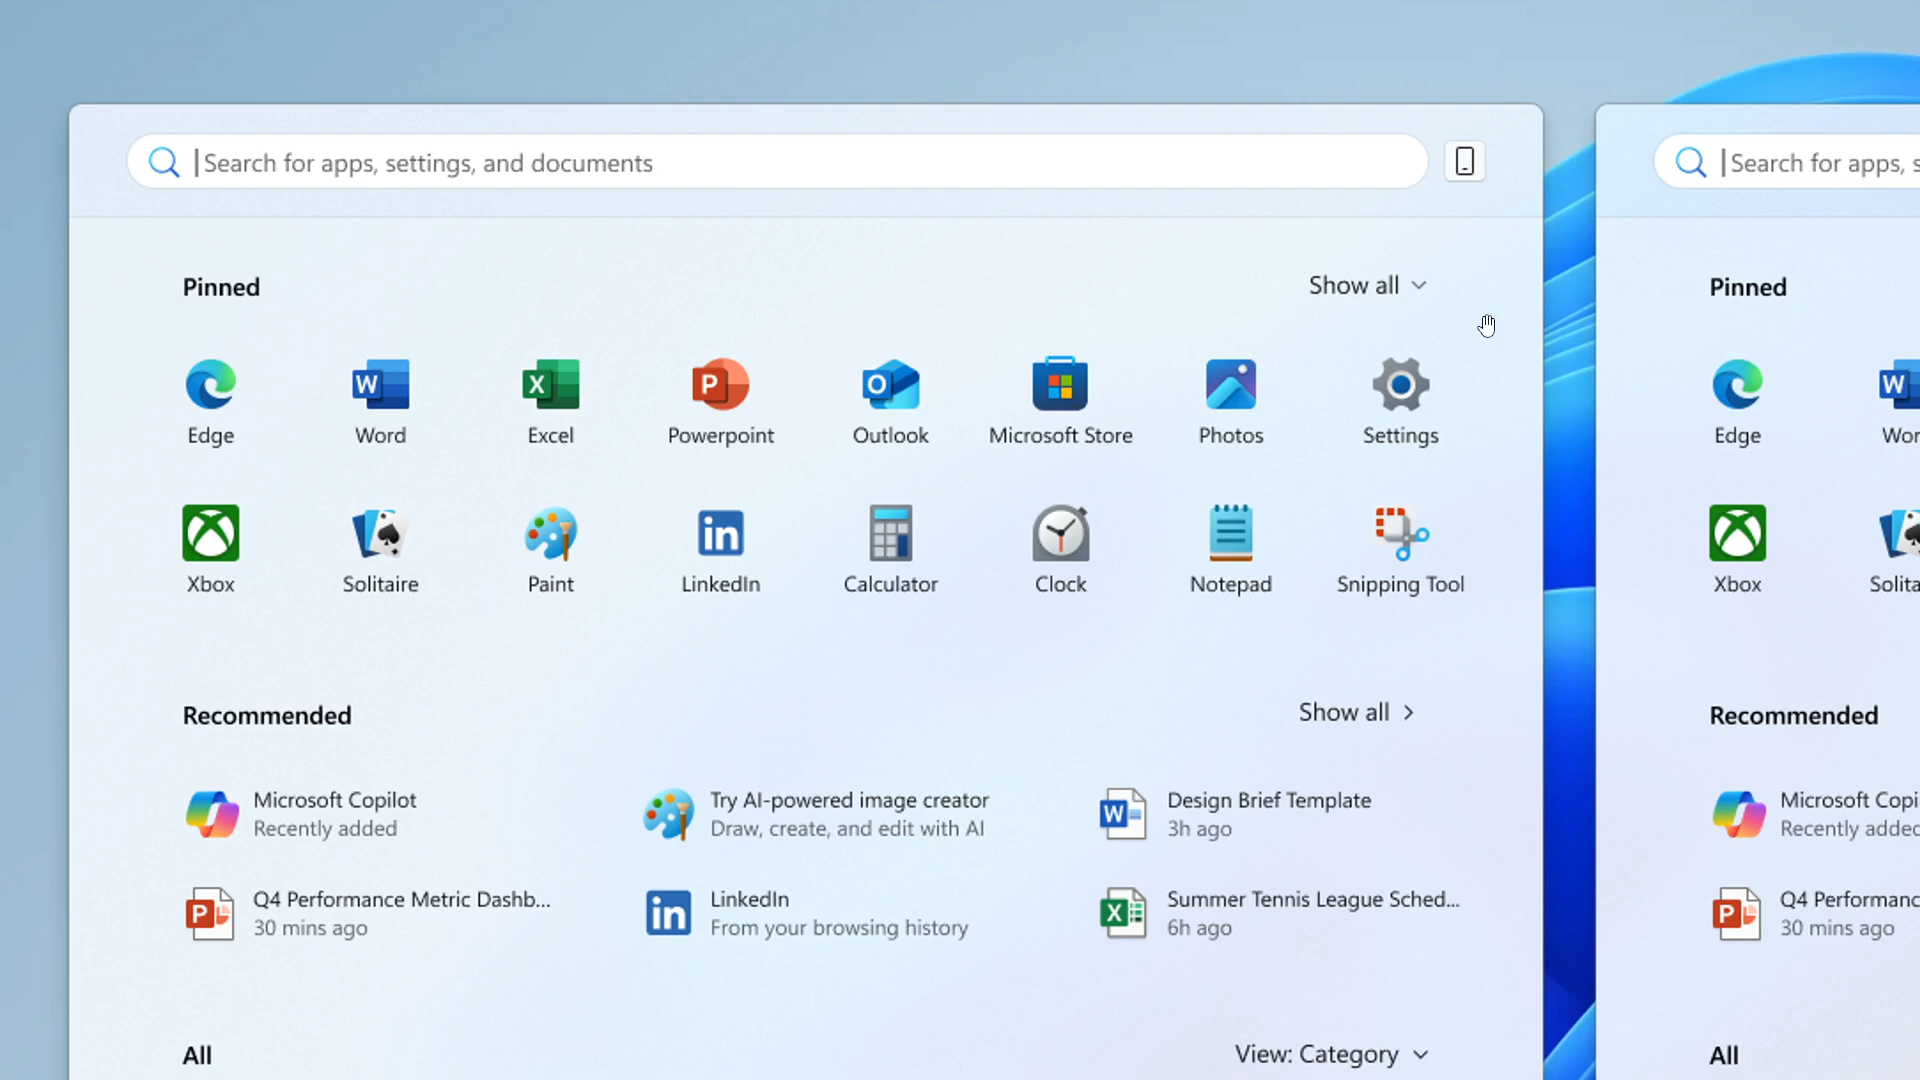 Search for apps, settings, and documents
Pinned
Show all
Edge
Word
Excel
Powerpoint
Outlook
Microsoft Store
Photos
Settings
Xbox
Solitaire
Paint
LinkedIn
Calculator
Clock
Notepad
Snipping Tool
Recommended
Show all
Microsoft Copilot
Recently added
Try AI-powered image creator
Draw, create, and edit with AI
Design Brief Template
3h ago
Q4 Performance Metric Dashb...
30 mins ago
LinkedIn
From your browsing history
Summer Tennis League Sched...
6h ago
All
View: Category
Search for apps, s
Pinned
Edge
Wor
Xbox
Solita
Recommended
Microsoft Copi
Recently added
Q4 Performanc
30 mins ago
All